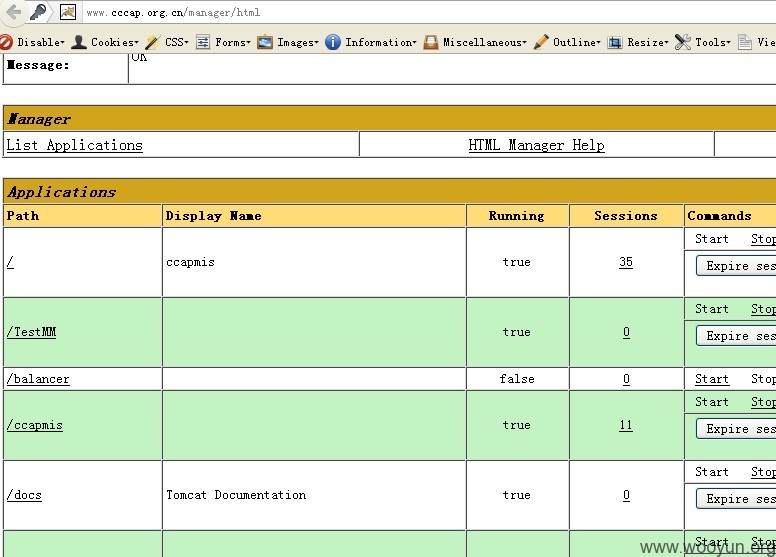 www.cccap.org.cn/manager/html
Disable▾ Cookies▾ CSS▾ Forms▾ Images▾ Information▾ Miscellaneous▾ Outline▾ Resize▾ Tools▾ Vie
Message: OK
Manager
List Applications HTML Manager Help
Applications
Path Display Name Running Sessions Commands
Start Stop
/ ccapmis true 35
Expire ses
Start Stop
/TestMM true 0
Expire ses
/balancer false 0 Start Stop
Start Stop
/ccapmis true 11
Expire ses
Start Stop
/docs Tomcat Documentation true 0
Expire ses
Start Stop
www.wooyun.org